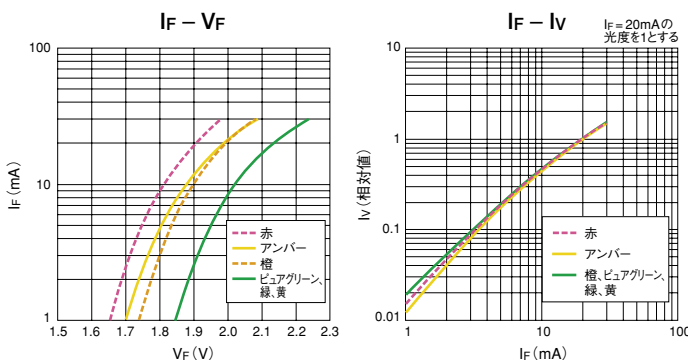 IF – VF
100
10
1
IF (mA)
1.5 1.6 1.7 1.8 1.9 2.0 2.1 2.2 2.3
VF (V)
赤
アンバー
橙
ピュアグリーン、
緑、黄
IF – IV
IF=20mAの
光度を1とする
10
1
0.1
0.01
IV (相対値)
1 10 100
IF (mA)
赤
アンバー
橙、ピュアグリーン、
緑、黄